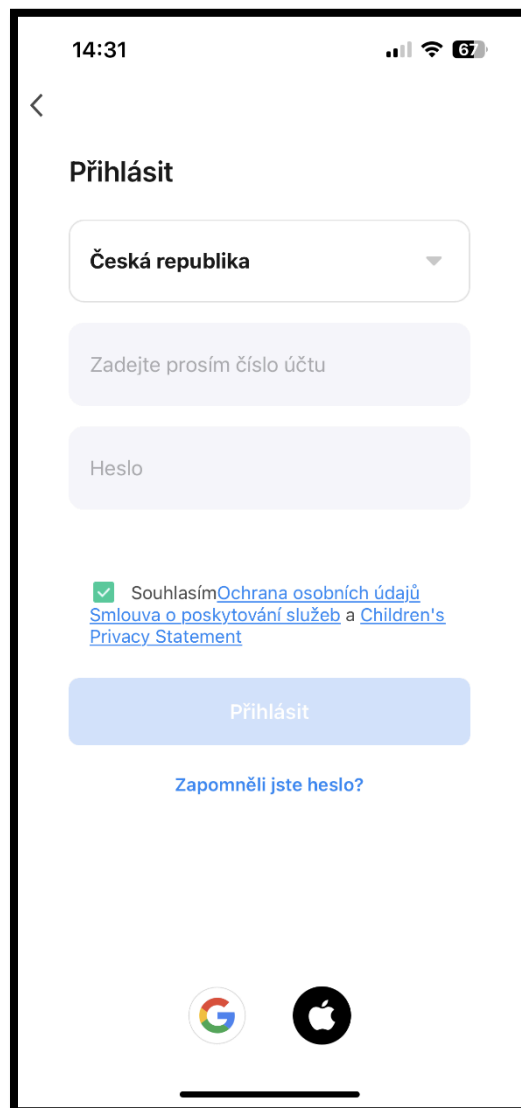 14:31
67
Přihlásit
Česká republika
Zadejte prosím číslo účtu
Heslo
SouhlasímOchrana osobních údajů
Smlouva o poskytování služeb a Children's
Privacy Statement
Přihlásit
Zapomněli jste heslo?